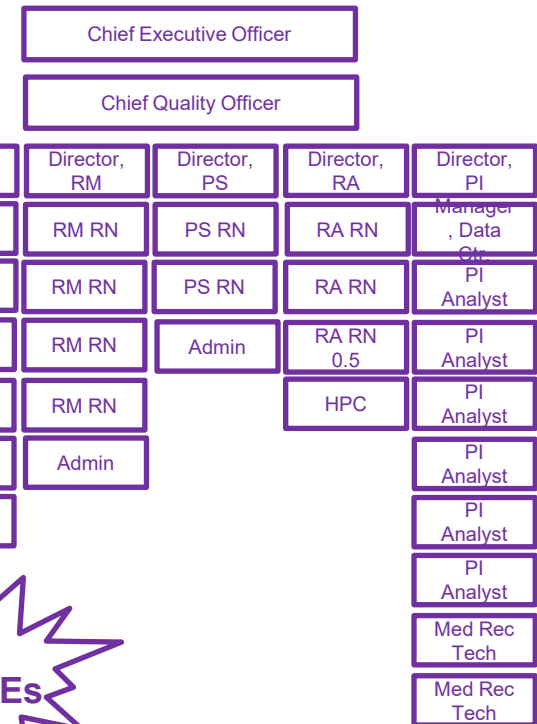 Chief Executive Officer
Chief Quality Officer
Director,
RM
Director,
PS
Director,
RA
Director,
PI
RM RN
PS RN
RA RN
Manager
, Data
Ctr.
RM RN
PS RN
RA RN
PI
Analyst
RM RN
Admin
RA RN
0.5
PI
Analyst
RM RN
HPC
PI
Analyst
Admin
PI
Analyst
PI
Analyst
PI
Analyst
Med Rec
Tech
Es
Med Rec
Tech